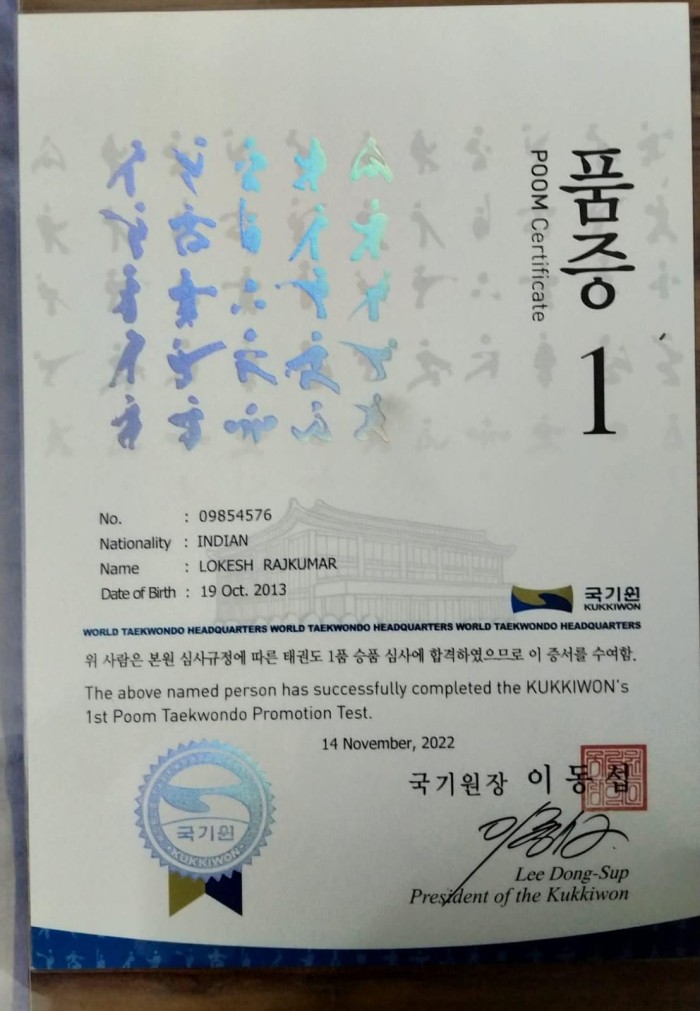 품증 1
POOM Certificate
No. : 09854576
Nationality : INDIAN
Name : LOKESH RAJKUMAR
Date of Birth : 19 Oct. 2013
국기원
KUKKIWON
WORLD TAEKWONDO HEADQUARTERS WORLD TAEKWONDO HEADQUARTERS WORLD TAEKWONDO HEADQUARTERS
위 사람은 본원 심사규정에 따른 태권도 1품 승품 심사에 합격하였으므로 이 증서를 수여함.
The above named person has successfully completed the KUKKIWON's
1st Poom Taekwondo Promotion Test.
14 November, 2022
국기원장 이동섭
국기원
KUKKIWON
Lee Dong-Sup
President of the Kukkiwon